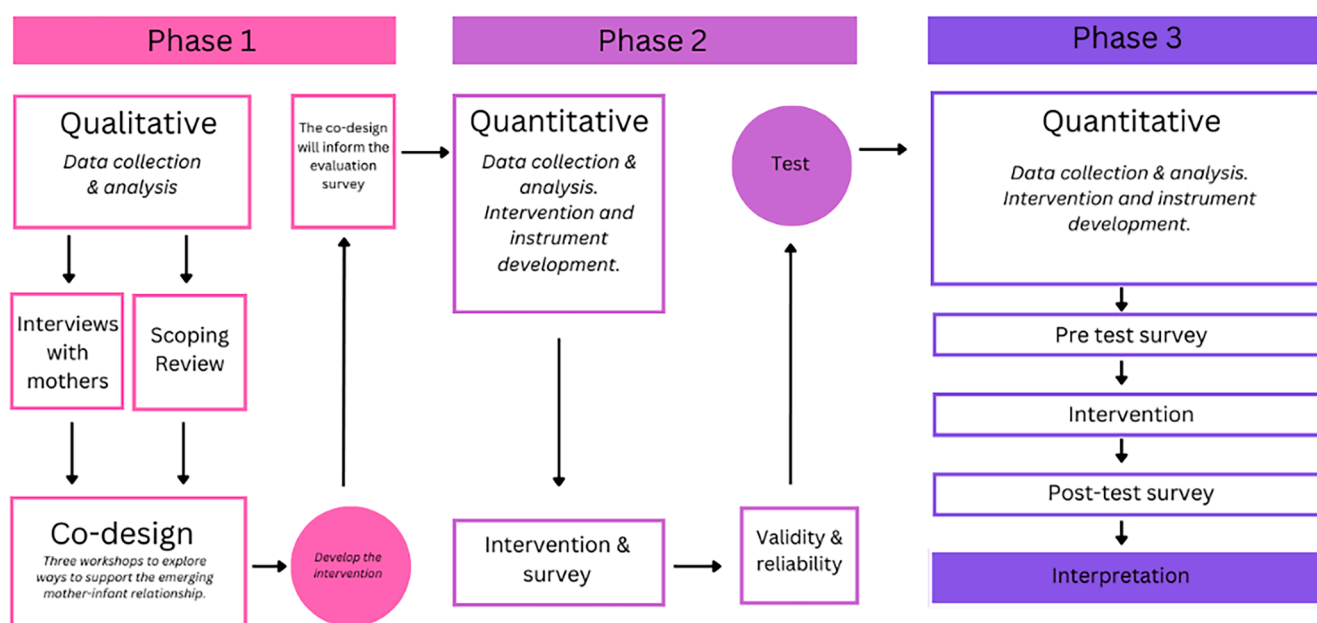 Phase 1
Phase 2
Phase 3
Qualitative
Data collection
& analysis
Interviews
with
mothers
Scoping
Review
Co-design
Three workshops to explore
ways to support the emerging
mother-infant relationship.
Develop the
intervention
The co-design
will inform the
evaluation
survey
Quantitative
Data collection &
analysis.
Intervention and
instrument
development.
Intervention &
survey
Validity &
reliability
Test
Quantitative
Data collection & analysis.
Intervention and instrument
development.
Pre test survey
Intervention
Post-test survey
Interpretation